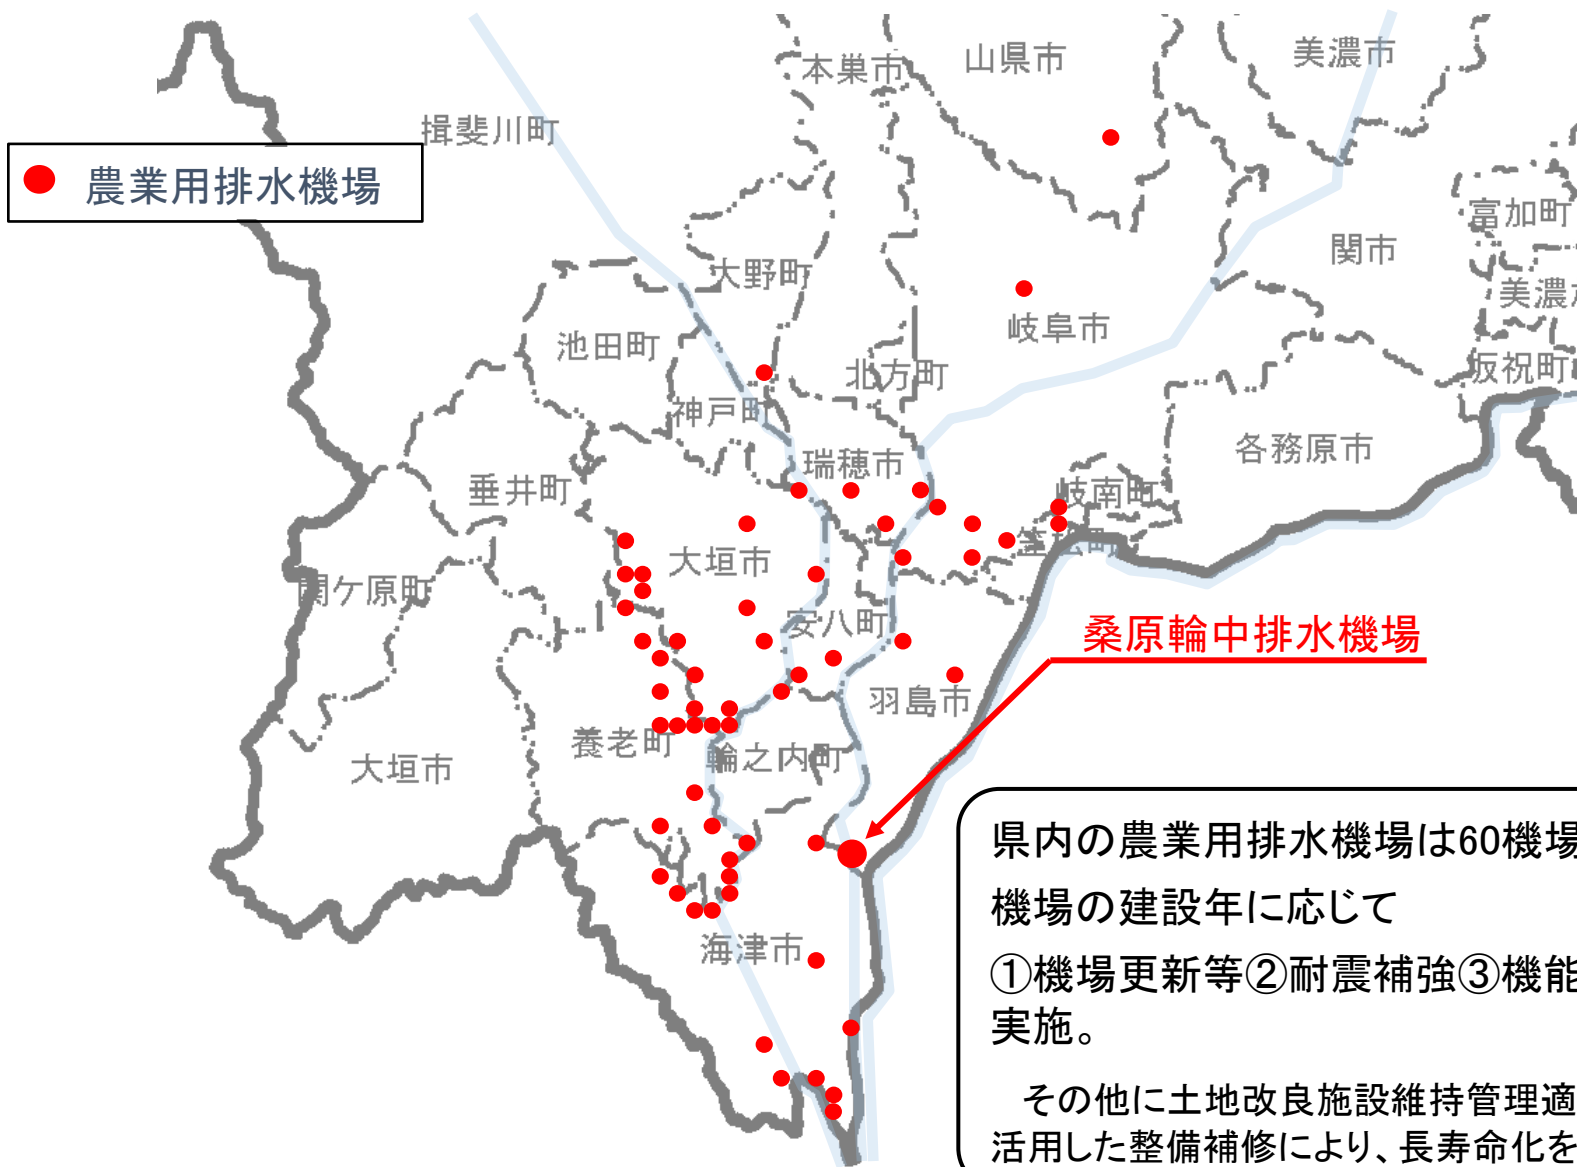 本巣市
山県市
美濃市
揖斐川町
農業用排水機場
富加町
関市
大野町
美濃
岐阜市
池田町
北方町
坂祝町
神戸町
各務原市
瑞穂市
垂井町
岐南町
笠松町
大垣市
関ケ原町
安八町
桑原輪中排水機場
羽島市
養老町
輪之内町
大垣市
海津市
県内の農業用排水機場は60機場
機場の建設年に応じて
①機場更新等②耐震補強③機能
実施。
その他に土地改良施設維持管理適
活用した整備補修により、長寿命化を